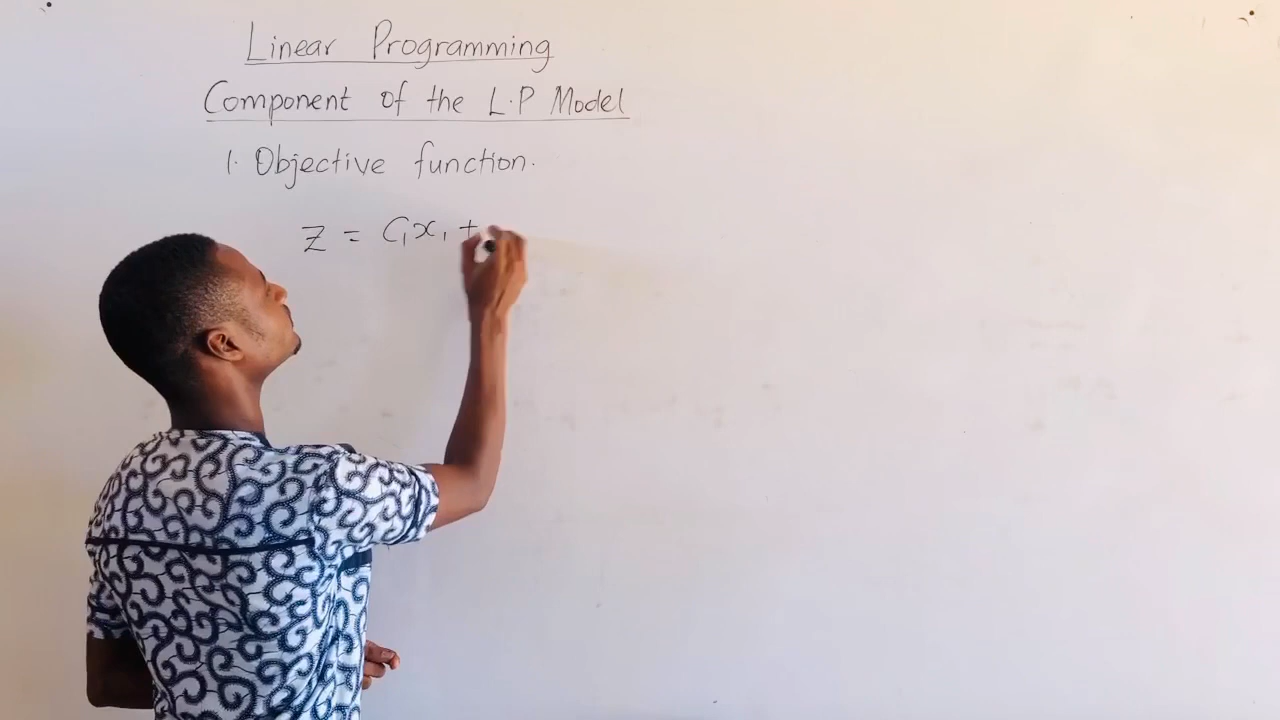 Linear Programming
Component of the L.P Model
1. Objective function.
Z = C₁x₁ +